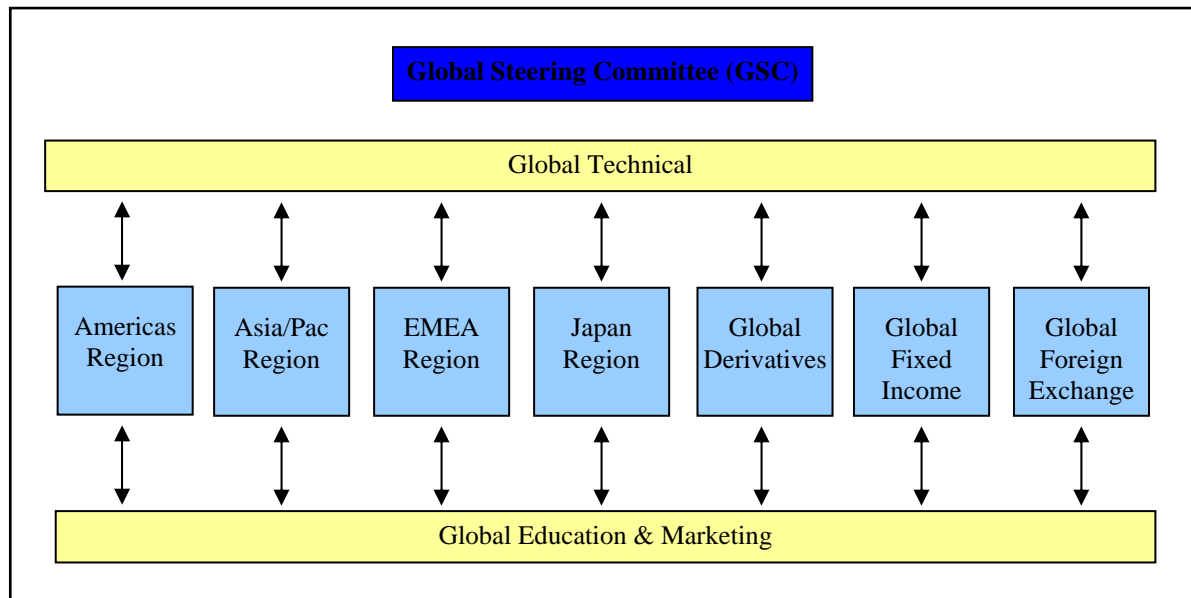 Global Steering Committee (GSC)
Global Technical
Americas
Region
Asia/Pac
Region
EMEA
Region
Japan
Region
Global
Derivatives
Global
Fixed
Income
Global
Foreign
Exchange
Global Education & Marketing